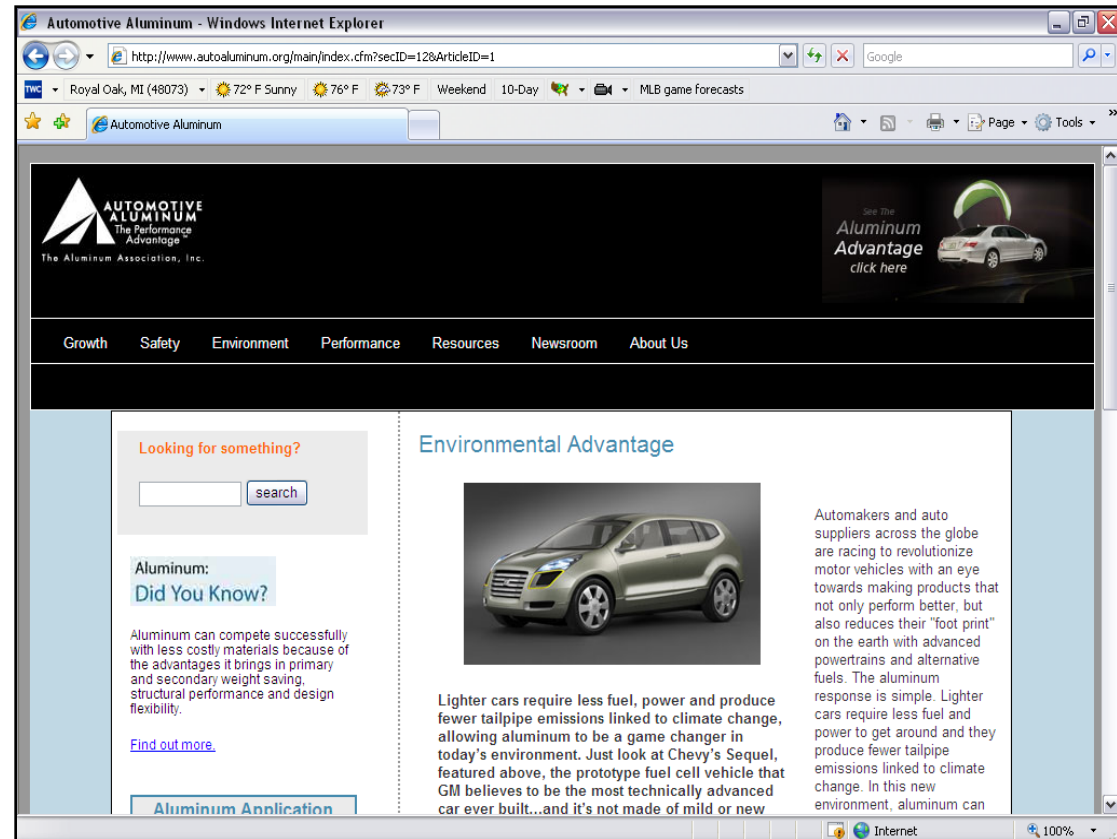 Automotive Aluminum - Windows Internet Explorer
http://www.autoaluminum.org/main/index.cfm?secID=12&ArticleID=1
Google
TWC Royal Oak, MI (48073) 72° F Sunny 76° F 73° F Weekend 10-Day MLB game forecasts
Automotive Aluminum
Page Tools
AUTOMOTIVE
ALUMINUM
The Performance
Advantage™
The Aluminum Association, Inc.
See The
Aluminum
Advantage
click here
Growth Safety Environment Performance Resources Newsroom About Us
Looking for something?
search
Aluminum:
Did You Know?
Aluminum can compete successfully
with less costly materials because of
the advantages it brings in primary
and secondary weight saving,
structural performance and design
flexibility.
Find out more.
Aluminum Application
Environmental Advantage
Lighter cars require less fuel, power and produce
fewer tailpipe emissions linked to climate change,
allowing aluminum to be a game changer in
today's environment. Just look at Chevy's Sequel,
featured above, the prototype fuel cell vehicle that
GM believes to be the most technically advanced
car ever built...and it's not made of mild or new
Automakers and auto
suppliers across the globe
are racing to revolutionize
motor vehicles with an eye
towards making products that
not only perform better, but
also reduces their "foot print"
on the earth with advanced
powertrains and alternative
fuels. The aluminum
response is simple. Lighter
cars require less fuel and
power to get around and they
produce fewer tailpipe
emissions linked to climate
change. In this new
environment, aluminum can
Internet
100%